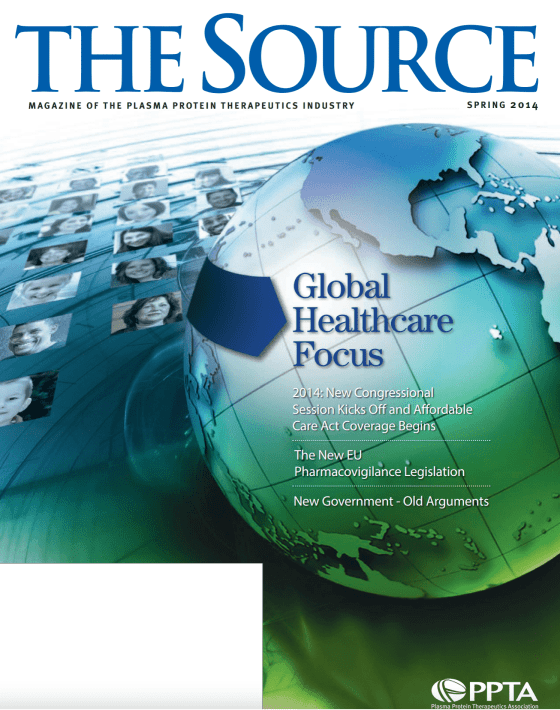 THE SOURCE
MAGAZINE OF THE PLASMA PROTEIN THERAPEUTICS INDUSTRY
SPRING 2014
Global
Healthcare
Focus
2014: New Congressional
Session Kicks Off and Affordable
Care Act Coverage Begins
The New EU
Pharmacovigilance Legislation
New Government - Old Arguments
PPTA
Plasma Protein Therapeutics Association